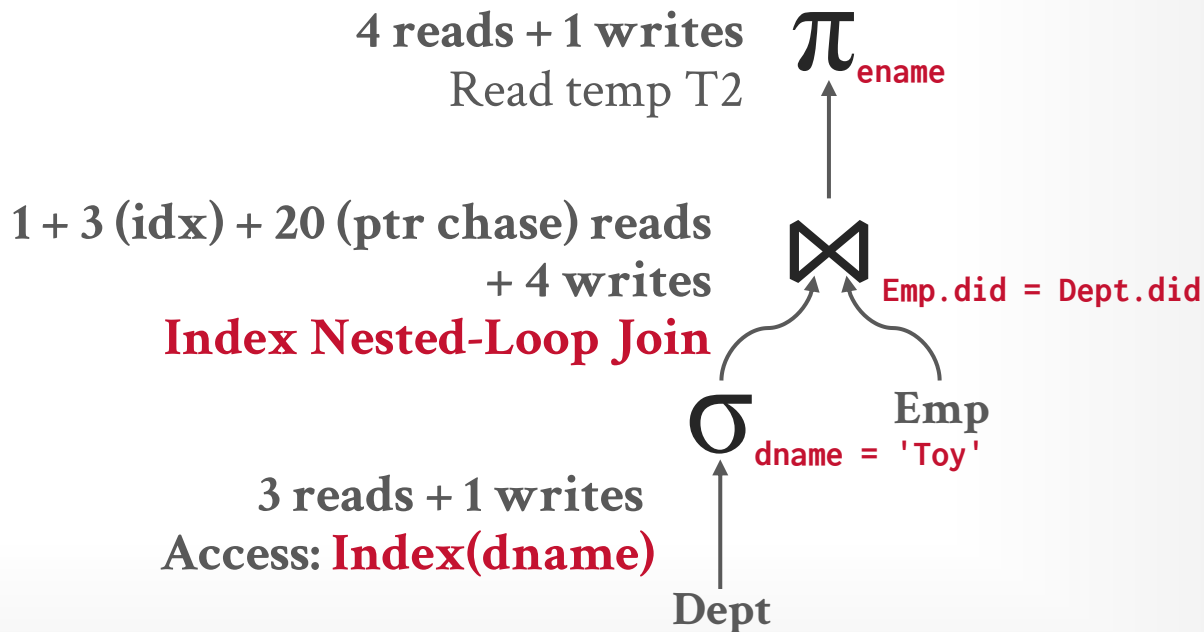 4 reads + 1 writes
π ename
Read temp T2
1 + 3 (idx) + 20 (ptr chase) reads
+ 4 writes
⋈ Emp.did = Dept.did
Index Nested-Loop Join
σ dname = 'Toy'
Emp
3 reads + 1 writes
Access: Index(dname)
Dept